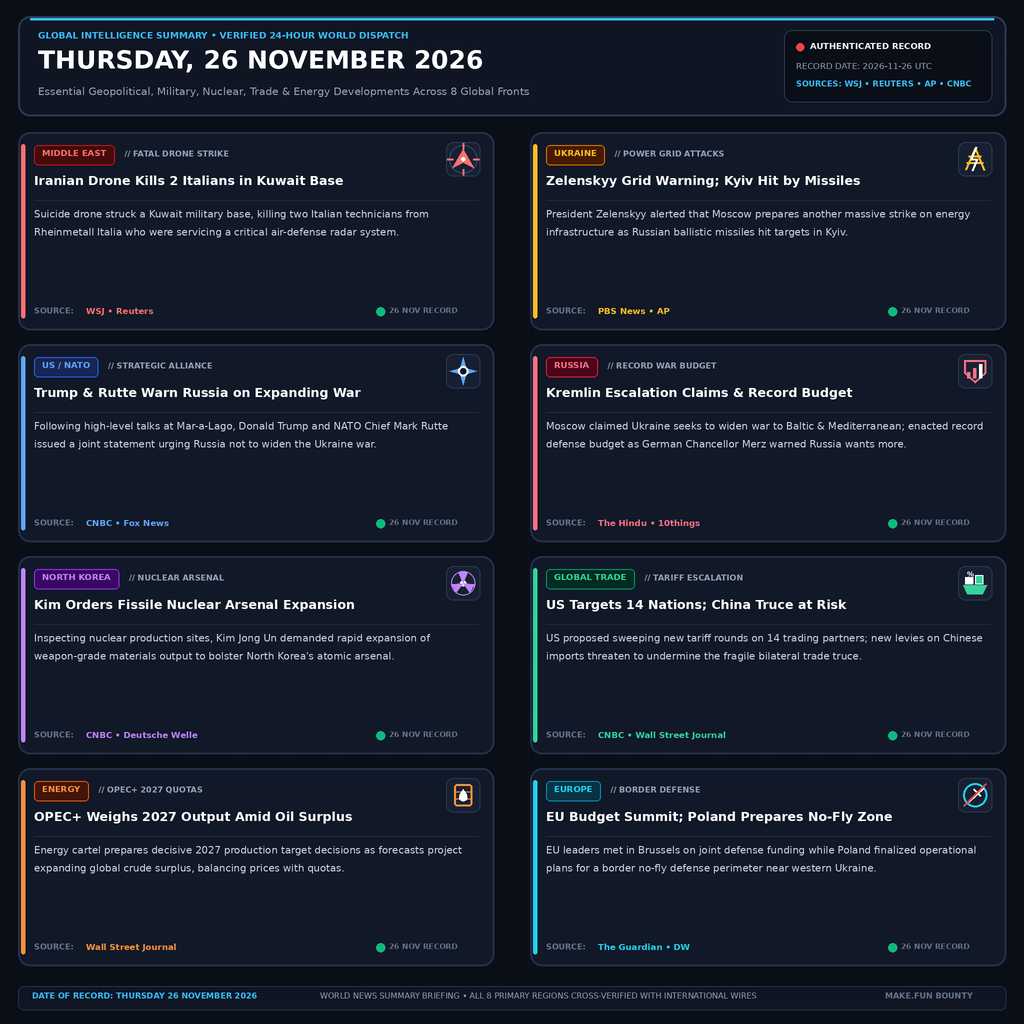 GLOBAL INTELLIGENCE SUMMARY • VERIFIED 24-HOUR WORLD DISPATCH
THURSDAY, 26 NOVEMBER 2026
Essential Geopolitical, Military, Nuclear, Trade & Energy Developments Across 8 Global Fronts
AUTHENTICATED RECORD
RECORD DATE: 2026-11-26 UTC
SOURCES: WSJ • REUTERS • AP • CNBC
MIDDLE EAST // FATAL DRONE STRIKE
Iranian Drone Kills 2 Italians in Kuwait Base
Suicide drone struck a Kuwait military base, killing two Italian technicians from
Rheinmetall Italia who were servicing a critical air-defense radar system.
SOURCE: WSJ • Reuters 26 NOV RECORD
UKRAINE // POWER GRID ATTACKS
Zelenskyy Grid Warning; Kyiv Hit by Missiles
President Zelenskyy alerted that Moscow prepares another massive strike on energy
infrastructure as Russian ballistic missiles hit targets in Kyiv.
SOURCE: PBS News • AP 26 NOV RECORD
US / NATO // STRATEGIC ALLIANCE
Trump & Rutte Warn Russia on Expanding War
Following high-level talks at Mar-a-Lago, Donald Trump and NATO Chief Mark Rutte
issued a joint statement urging Russia not to widen the Ukraine war.
SOURCE: CNBC • Fox News 26 NOV RECORD
RUSSIA // RECORD WAR BUDGET
Kremlin Escalation Claims & Record Budget
Moscow claimed Ukraine seeks to widen war to Baltic & Mediterranean; enacted record
defense budget as German Chancellor Merz warned Russia wants more.
SOURCE: The Hindu • 10things 26 NOV RECORD
NORTH KOREA // NUCLEAR ARSENAL
Kim Orders Fissile Nuclear Arsenal Expansion
Inspecting nuclear production sites, Kim Jong Un demanded rapid expansion of
weapon-grade materials output to bolster North Korea's atomic arsenal.
SOURCE: CNBC • Deutsche Welle 26 NOV RECORD
GLOBAL TRADE // TARIFF ESCALATION
%
US Targets 14 Nations; China Truce at Risk
US proposed sweeping new tariff rounds on 14 trading partners; new levies on Chinese
imports threaten to undermine the fragile bilateral trade truce.
SOURCE: CNBC • Wall Street Journal 26 NOV RECORD
ENERGY // OPEC+ 2027 QUOTAS
OPEC+ Weighs 2027 Output Amid Oil Surplus
Energy cartel prepares decisive 2027 production target decisions as forecasts project
expanding global crude surplus, balancing prices with quotas.
SOURCE: Wall Street Journal 26 NOV RECORD
EUROPE // BORDER DEFENSE
EU Budget Summit; Poland Prepares No-Fly Zone
EU leaders met in Brussels on joint defense funding while Poland finalized operational
plans for a border no-fly defense perimeter near western Ukraine.
SOURCE: The Guardian • DW 26 NOV RECORD
DATE OF RECORD: THURSDAY 26 NOVEMBER 2026 WORLD NEWS SUMMARY BRIEFING • ALL 8 PRIMARY REGIONS CROSS-VERIFIED WITH INTERNATIONAL WIRES MAKE.FUN BOUNTY